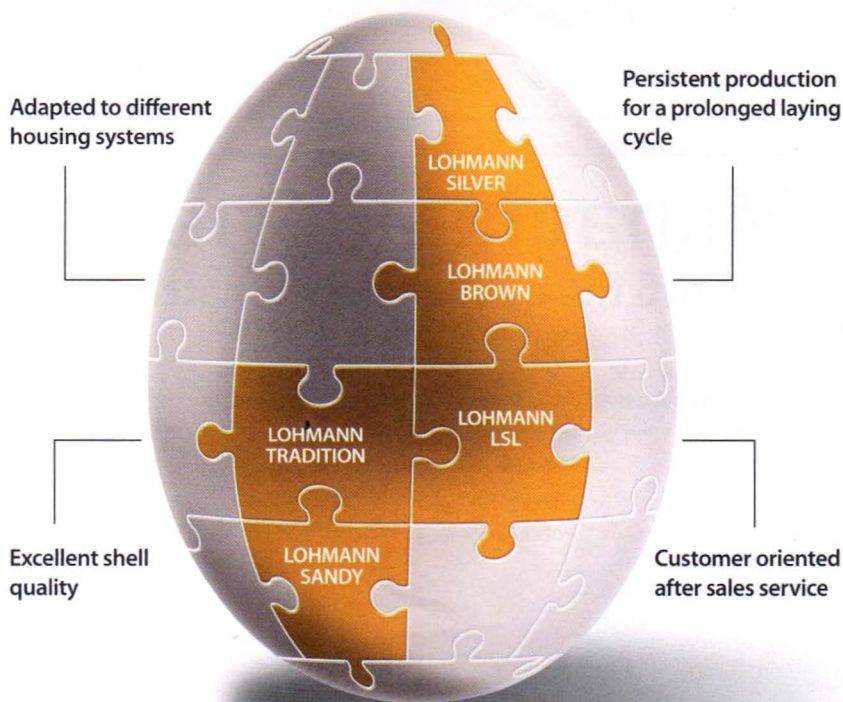 Adapted to different
housing systems
Persistent production
for a prolonged laying
cycle
LOHMANN
SILVER
LOHMANN
BROWN
LOHMANN
TRADITION
LOHMANN
LSL
LOHMANN
SANDY
Excellent shell
quality
Customer oriented
after sales service